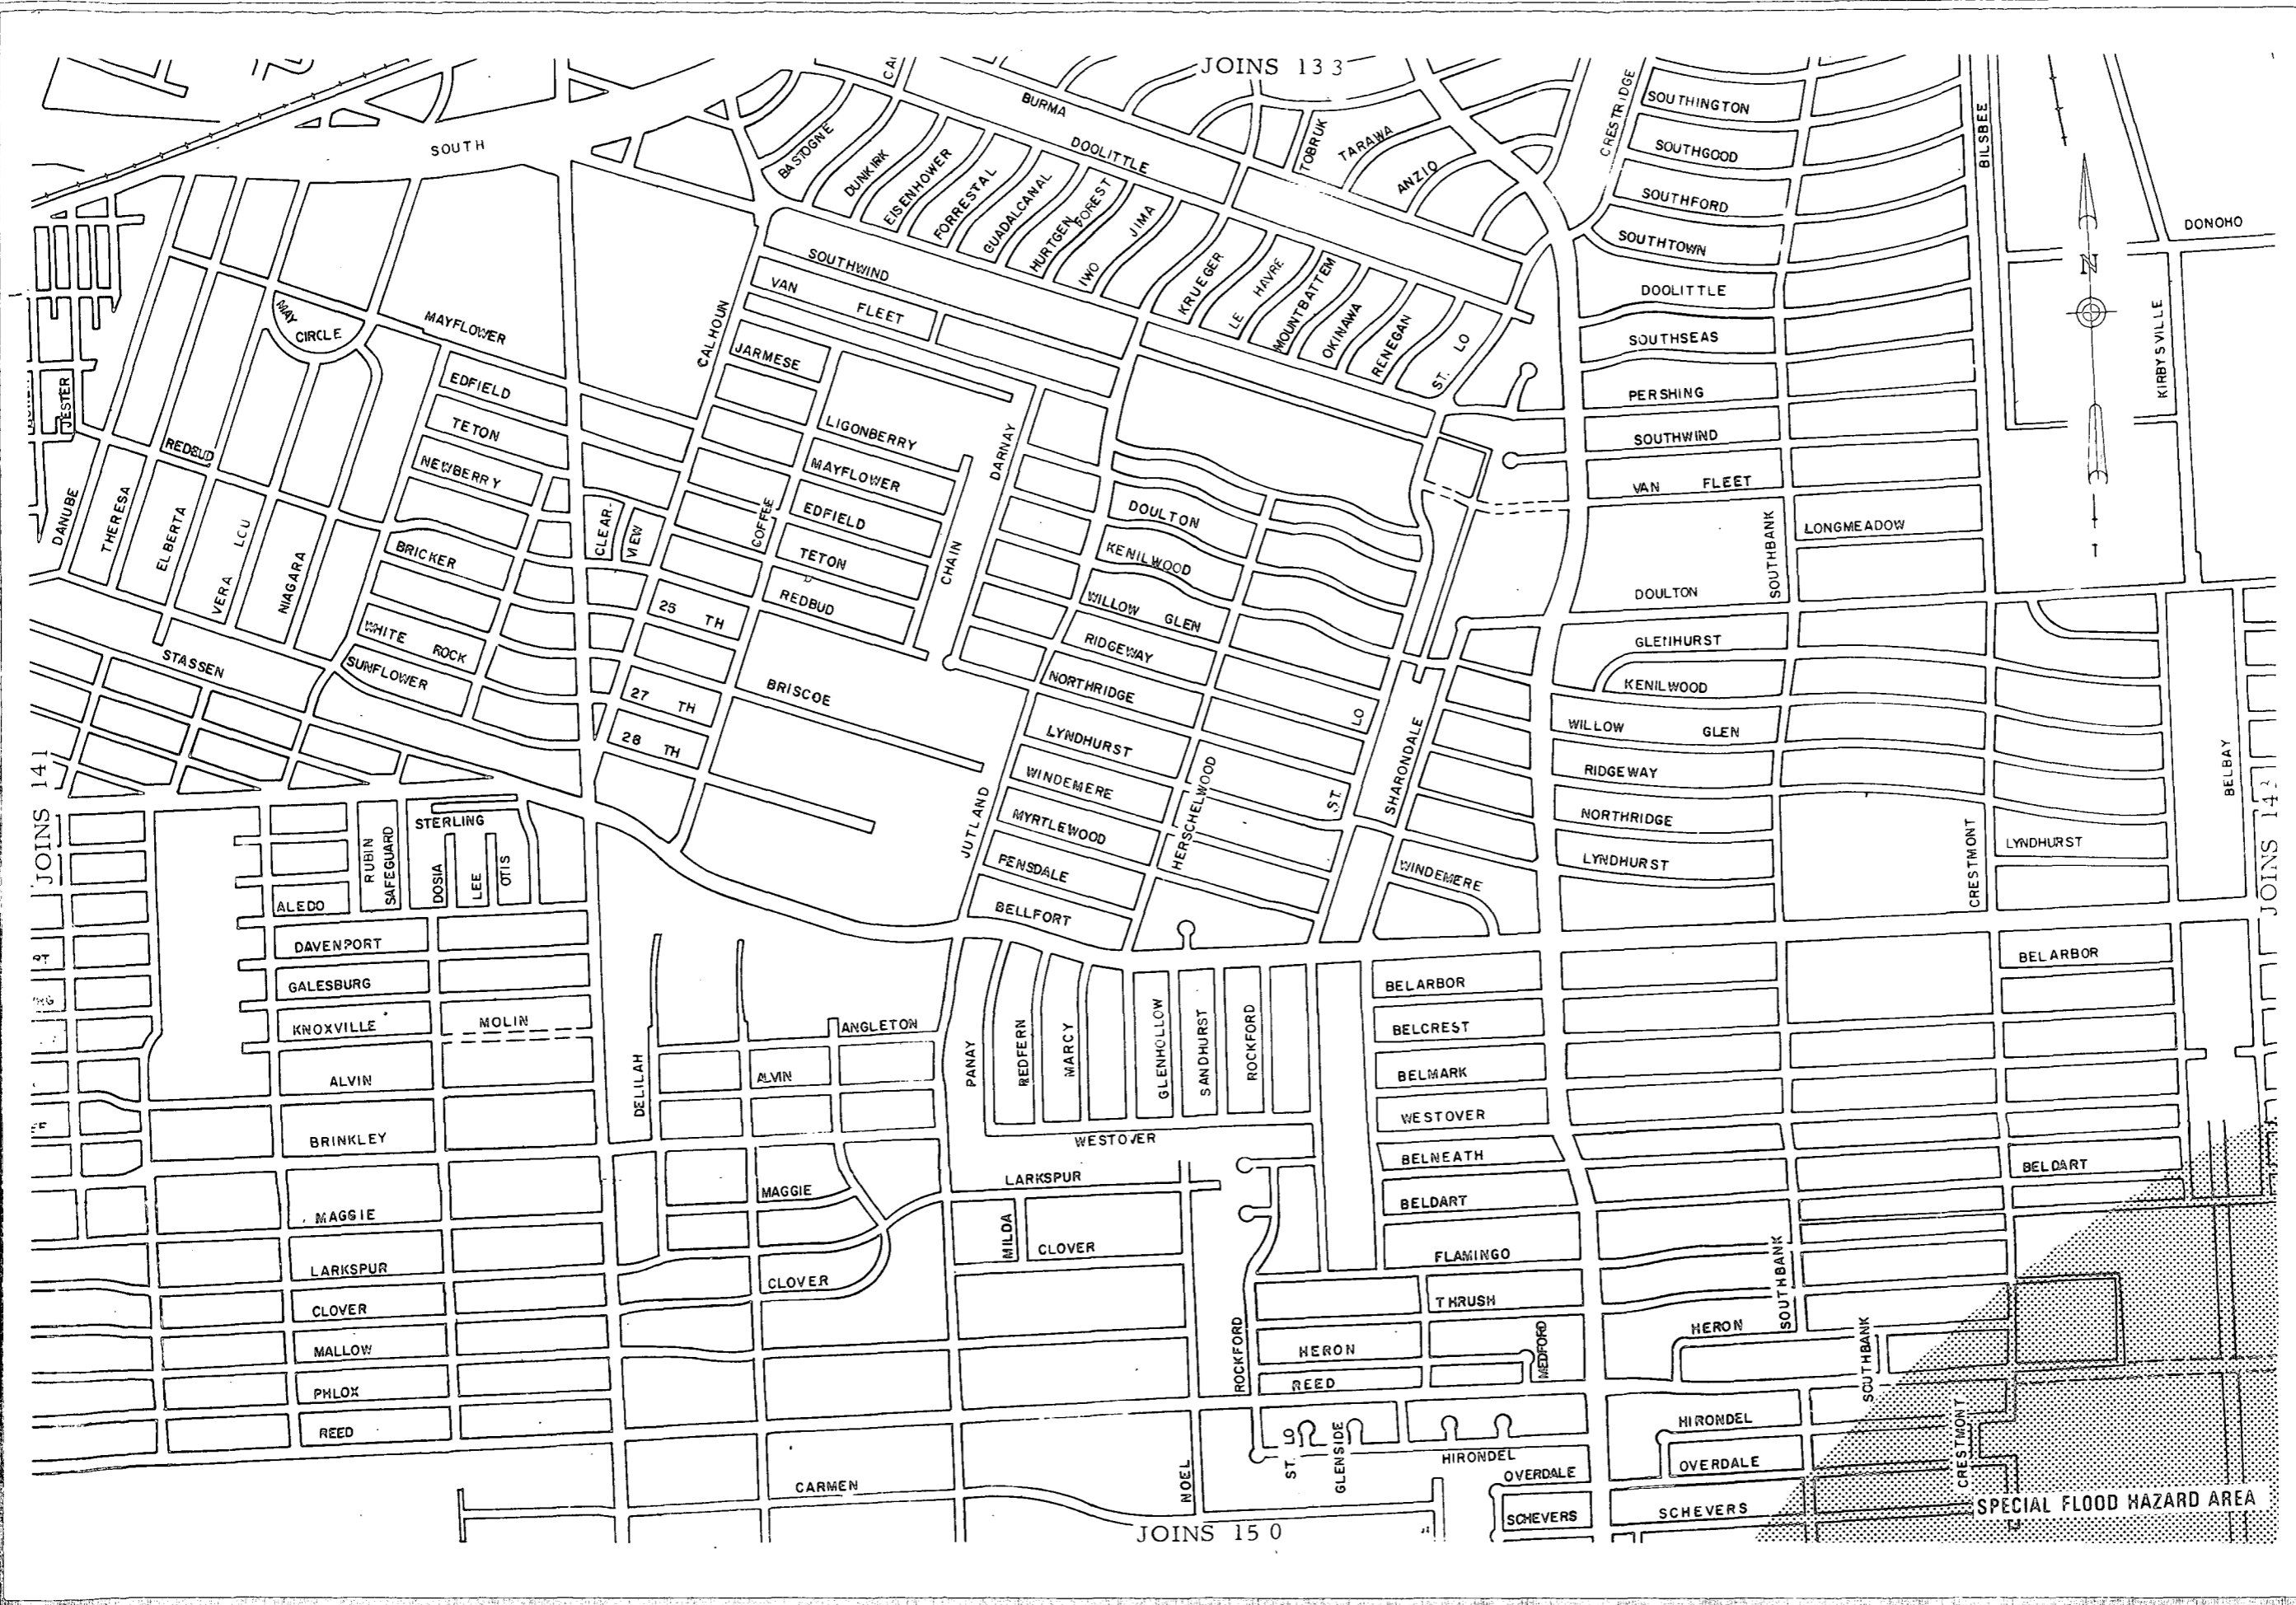 JOINS 133
BURMA
DOOLITTLE
TOBRUK
TARAWA
ANZIO
CRESTRIDGE
SOUTHINGTON
SOUTHGOOD
SOUTHFORD
SOUTHTOWN
DOOLITTLE
SOUTHSEAS
PERSHING
SOUTHWIND
VAN FLEET
LONGMEADOW
SOUTHBANK
DOULTON
GLENHURST
KENILWOOD
WILLOW GLEN
RIDGEWAY
NORTHRIDGE
LYNDHURST
BILSBEE
N
DONOHO
KIRBYSVILLE
BELBAY
CRESTMONT
LYNDHURST
JOINS 142
SOUTH
BASTOGNE
DUNKIRK
EISENHOWER
FORRESTAL
GUADALCANAL
HURTGEN FOREST
IWO JIMA
KRUEGER
LE HAVRE
MOUNTBATTEM
OKINAWA
RENEGAN
ST. LO
SOUTHWIND
VAN FLEET
CALHOUN
JARMESE
LIGONBERRY
MAYFLOWER
EDFIELD
TETON
REDBUD
COFFEE
CHAIN
DARNAY
MAY CIRCLE
MAYFLOWER
EDFIELD
TETON
NEWBERRY
BRICKER
WHITE ROCK
SUNFLOWER
CLEAR-VIEW
25 TH
27 TH
28 TH
BRISCOE
JESTER
REDBUD
DANUBE
THERESA
ELBERTA
VERA LCU
NIAGARA
STASSEN
JOINS 141
DOULTON
KENILWOOD
WILLOW GLEN
RIDGEWAY
NORTHRIDGE
LYNDHURST
WINDEMERE
MYRTLEWOOD
PENSDALE
BELLFORT
JUTLAND
HERSCHELWOOD
ST. LO
SHARONDALE
WINDEMERE
STERLING
RUBIN
SAFEGUARD
DOSIA
LEE
OTIS
ALEDO
DAVENPORT
GALESBURG
KNOXVILLE
MOLIN
ALVIN
BRINKLEY
MAGGIE
LARKSPUR
CLOVER
MALLOW
PHLOX
REED
DELILAH
ANGLETON
ALVIN
MAGGIE
CLOVER
CARMEN
PANAY
REDFERN
MARCY
GLENHOLLOW
SANDHURST
ROCKFORD
WESTOVER
LARKSPUR
MILDA
CLOVER
NOEL
ROCKFORD
BELARBOR
BELCREST
BELMARK
WESTOVER
BELNEATH
BELDART
FLAMINGO
THRUSH
HERON
REED
MEDFORD
ST. LO
GLENSIDE
HIRONDEL
OVERDALE
SCHEVERS
BELARBOR
BELDART
SOUTHBANK
HERON
SOUTHBANK
HIRONDEL
OVERDALE
SCHEVERS
CRESTMONT
SPECIAL FLOOD HAZARD AREA
JOINS 150